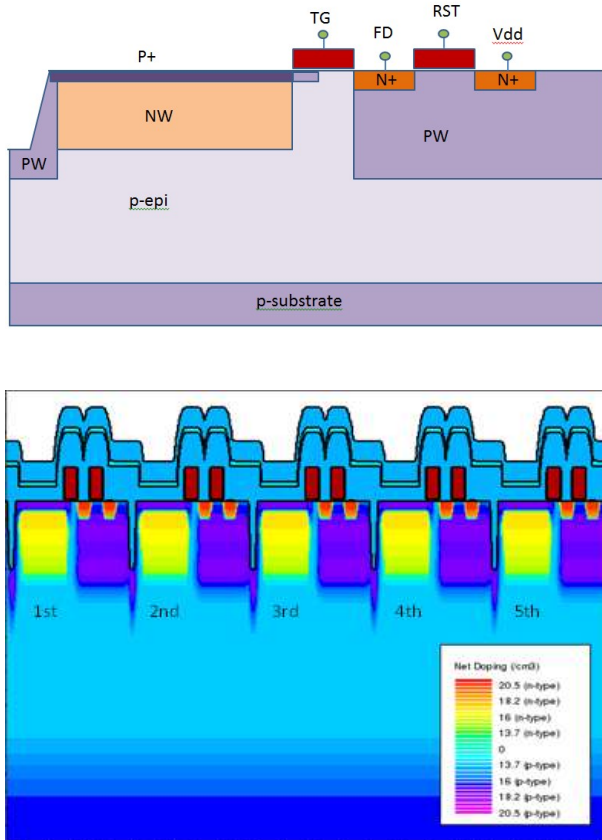 TG
FD
RST
Vdd
P+
N+
N+
NW
PW
PW
p-epi
p-substrate
1st
2nd
3rd
4th
5th
Net Doping (/cm3)
20.5 (n-type)
18.2 (n-type)
16 (n-type)
13.7 (n-type)
0
13.7 (p-type)
16 (p-type)
18.2 (p-type)
20.5 (p-type)